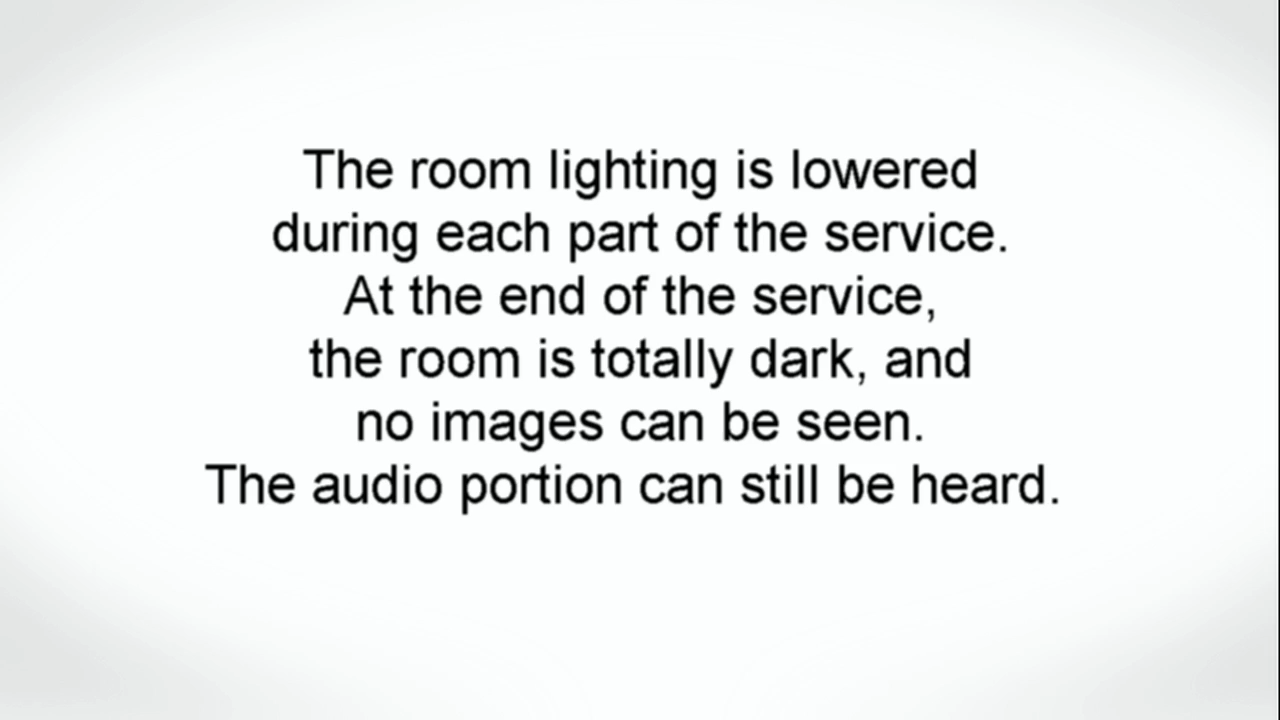 The room lighting is lowered
during each part of the service.
At the end of the service,
the room is totally dark, and
no images can be seen.
The audio portion can still be heard.